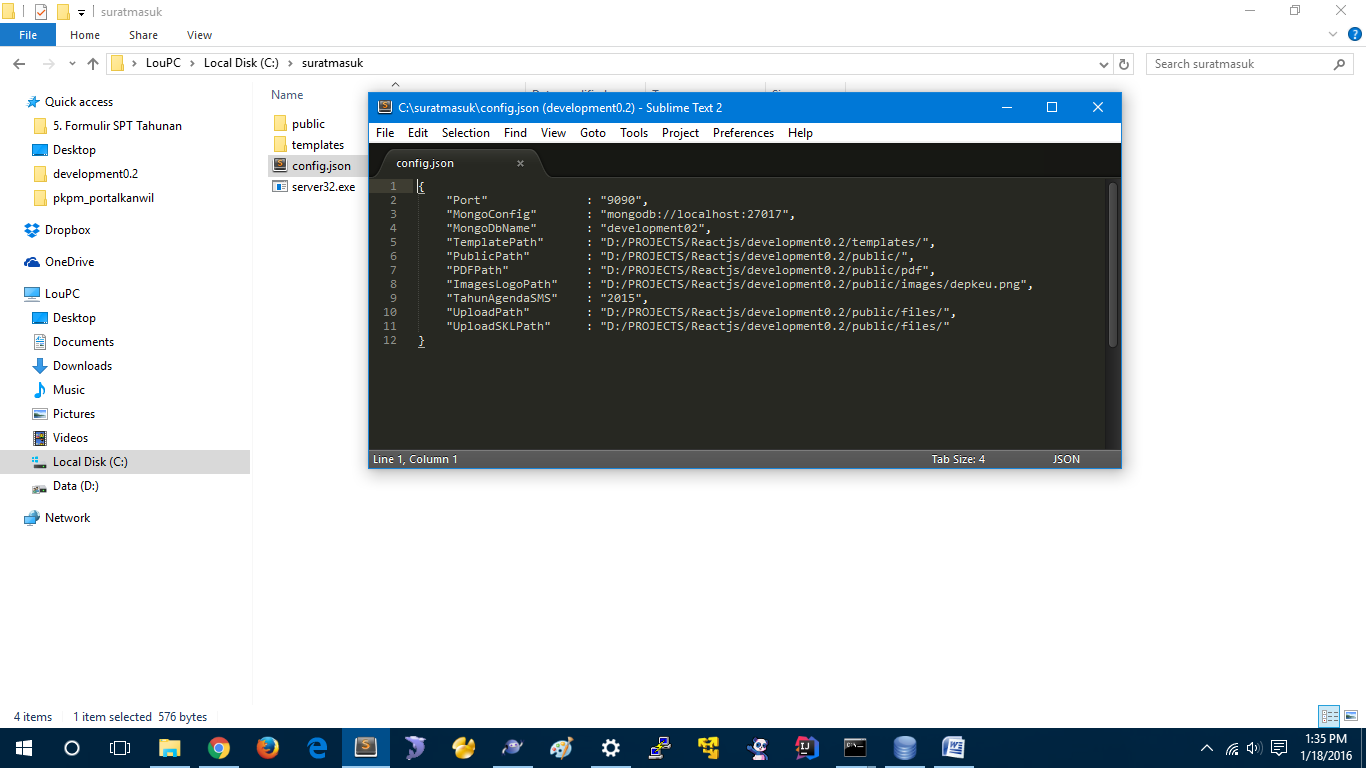 suratmasuk
File Home Share View
LouPC Local Disk (C:) suratmasuk
Search suratmasuk
Quick access
5. Formulir SPT Tahunan
Desktop
development0.2
pkpm_portalkanwil
Dropbox
OneDrive
LouPC
Desktop
Documents
Downloads
Music
Pictures
Videos
Local Disk (C:)
Data (D:)
Network
Name
public
templates
config.json
server32.exe
C:\suratmasuk\config.json (development0.2) - Sublime Text 2
File Edit Selection Find View Goto Tools Project Preferences Help
config.json
1 {
2 "Port" : "9090",
3 "MongoConfig" : "mongodb://localhost:27017",
4 "MongoDbName" : "development02",
5 "TemplatePath" : "D:/PROJECTS/Reactjs/development0.2/templates/",
6 "PublicPath" : "D:/PROJECTS/Reactjs/development0.2/public/",
7 "PDFPath" : "D:/PROJECTS/Reactjs/development0.2/public/pdf",
8 "ImagesLogoPath" : "D:/PROJECTS/Reactjs/development0.2/public/images/depkeu.png",
9 "TahunAgendaSMS" : "2015",
10 "UploadPath" : "D:/PROJECTS/Reactjs/development0.2/public/files/",
11 "UploadSKLPath" : "D:/PROJECTS/Reactjs/development0.2/public/files/"
12 }
Line 1, Column 1 Tab Size: 4 JSON
4 items 1 item selected 576 bytes
1:35 PM
1/18/2016